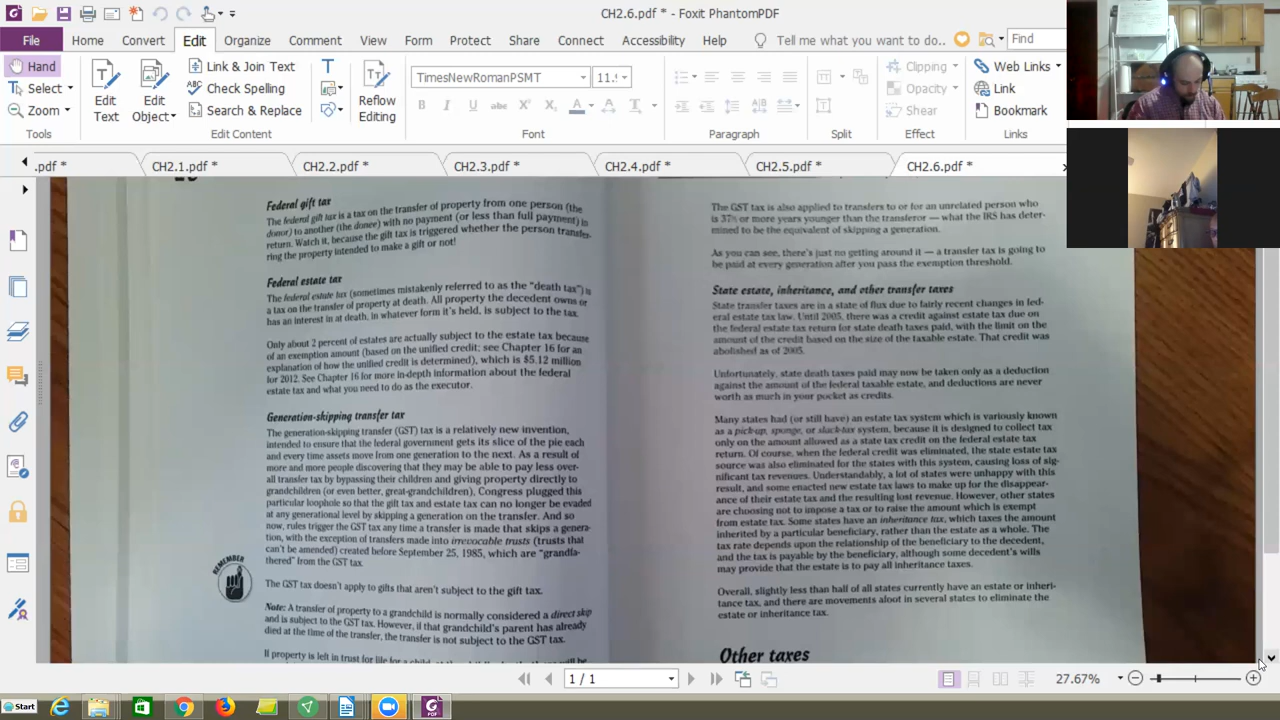 CH2.6.pdf * - Foxit PhantomPDF
File Home Convert Edit Organize Comment View Form Protect Share Connect Accessibility Help Tell me what you want to do.. Find
Hand
Select
Zoom
Tools
Edit
Text
Edit
Object
Link & Join Text
Check Spelling
Search & Replace
Edit Content
Reflow
Editing
TimesNewRomanPSMT 11.!
B I U abc X² X₂ A T
Font
Paragraph
Split
Clipping
Opacity
Shear
Effect
Web Links
Link
Bookmark
Links
.pdf * CH2.1.pdf * CH2.2.pdf * CH2.3.pdf * CH2.4.pdf * CH2.5.pdf * CH2.6.pdf *
Federal gift tax
The federal gift tax is a tax on the transfer of property from one person (the
donor) to another (the donee) with no payment (or less than full payment) in
return. Watch it, because the gift tax is triggered whether the person transfer-
ring the property intended to make a gift or not!
Federal estate tax
The federal estate tax (sometimes mistakenly referred to as the "death tax") is
a tax on the transfer of property at death. All property the decedent owns or
has an interest in at death, in whatever form it's held, is subject to the tax.
Only about 2 percent of estates are actually subject to the estate tax because
of an exemption amount (based on the unified credit; see Chapter 16 for an
explanation of how the unified credit is determined), which is $5.12 million
for 2012. See Chapter 16 for more in-depth information about the federal
estate tax and what you need to do as the executor.
Generation-skipping transfer tax
The generation-skipping transfer (GST) tax is a relatively new invention,
intended to ensure that the federal government gets its slice of the pie each
and every time assets move from one generation to the next. As a result of
more and more people discovering that they may be able to pay less over-
all transfer tax by bypassing their children and giving property directly to
grandchildren (or even better, great-grandchildren), Congress plugged this
particular loophole so that the gift tax and estate tax can no longer be evaded
at any generational level by skipping a generation on the transfer. And so
now, rules trigger the GST tax any time a transfer is made that skips a genera-
tion, with the exception of transfers made into irrevocable trusts (trusts that
can't be amended) created before September 25, 1985, which are "grandfa-
thered" from the GST tax.
REMEMBER
The GST tax doesn't apply to gifts that aren't subject to the gift tax.
Note: A transfer of property to a grandchild is normally considered a direct skip
and is subject to the GST tax. However, if that grandchild's parent has already
died at the time of the transfer, the transfer is not subject to the GST tax.
If property is left in trust for life for a child,
The GST tax is also applied to transfers to or for an unrelated person who
is 37½ or more years younger than the transferor — what the IRS has deter-
mined to be the equivalent of skipping a generation.
As you can see, there's just no getting around it — a transfer tax is going to
be paid at every generation after you pass the exemption threshold.
State estate, inheritance, and other transfer taxes
State transfer taxes are in a state of flux due to fairly recent changes in fed-
eral estate tax law. Until 2005, there was a credit against estate tax due on
the federal estate tax return for state death taxes paid, with the limit on the
amount of the credit based on the size of the taxable estate. That credit was
abolished as of 2005.
Unfortunately, state death taxes paid may now be taken only as a deduction
against the amount of the federal taxable estate, and deductions are never
worth as much in your pocket as credits.
Many states had (or still have) an estate tax system which is variously known
as a pick-up, sponge, or slack-tax system, because it is designed to collect tax
only on the amount allowed as a state tax credit on the federal estate tax
return. Of course, when the federal credit was eliminated, the state estate tax
source was also eliminated for the states with this system, causing loss of sig-
nificant tax revenues. Understandably, a lot of states were unhappy with this
result, and some enacted new estate tax laws to make up for the disappear-
ance of their estate tax and the resulting lost revenue. However, other states
are choosing not to impose a tax or to raise the amount which is exempt
from estate tax. Some states have an inheritance tax, which taxes the amount
inherited by a particular beneficiary, rather than the estate as a whole. The
tax rate depends upon the relationship of the beneficiary to the decedent,
and the tax is payable by the beneficiary, although some decedent's wills
may provide that the estate is to pay all inheritance taxes.
Overall, slightly less than half of all states currently have an estate or inheri-
tance tax, and there are movements afoot in several states to eliminate the
estate or inheritance tax.
Other taxes
1 / 1
27.67%
Start